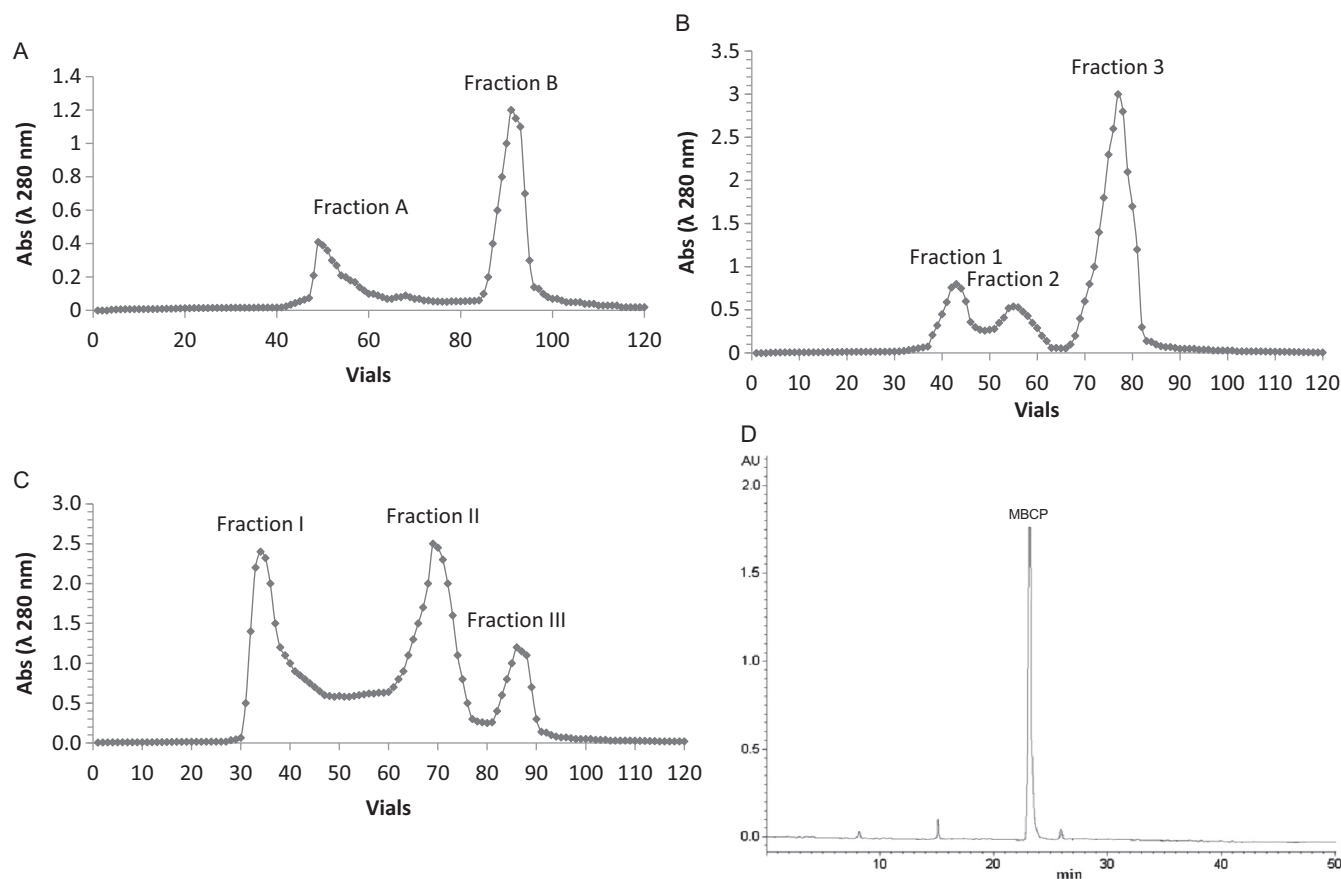 A
1.4
1.2
1
0.8
0.6
0.4
0.2
0
Abs (λ 280 nm)
Fraction A
Fraction B
0 20 40 60 80 100 120
Vials
B
3.5
3
2.5
2
1.5
1
0.5
0
Abs (λ 280 nm)
Fraction 1
Fraction 2
Fraction 3
0 10 20 30 40 50 60 70 80 90 100 110 120
Vials
C
3.0
2.5
2.0
1.5
1.0
0.5
0.0
Abs (λ 280 nm)
Fraction I
Fraction II
Fraction III
0 10 20 30 40 50 60 70 80 90 100 110 120
Vials
D
AU
2.0
1.5
1.0
0.5
0.0
MBCP
10 20 30 40 50
min